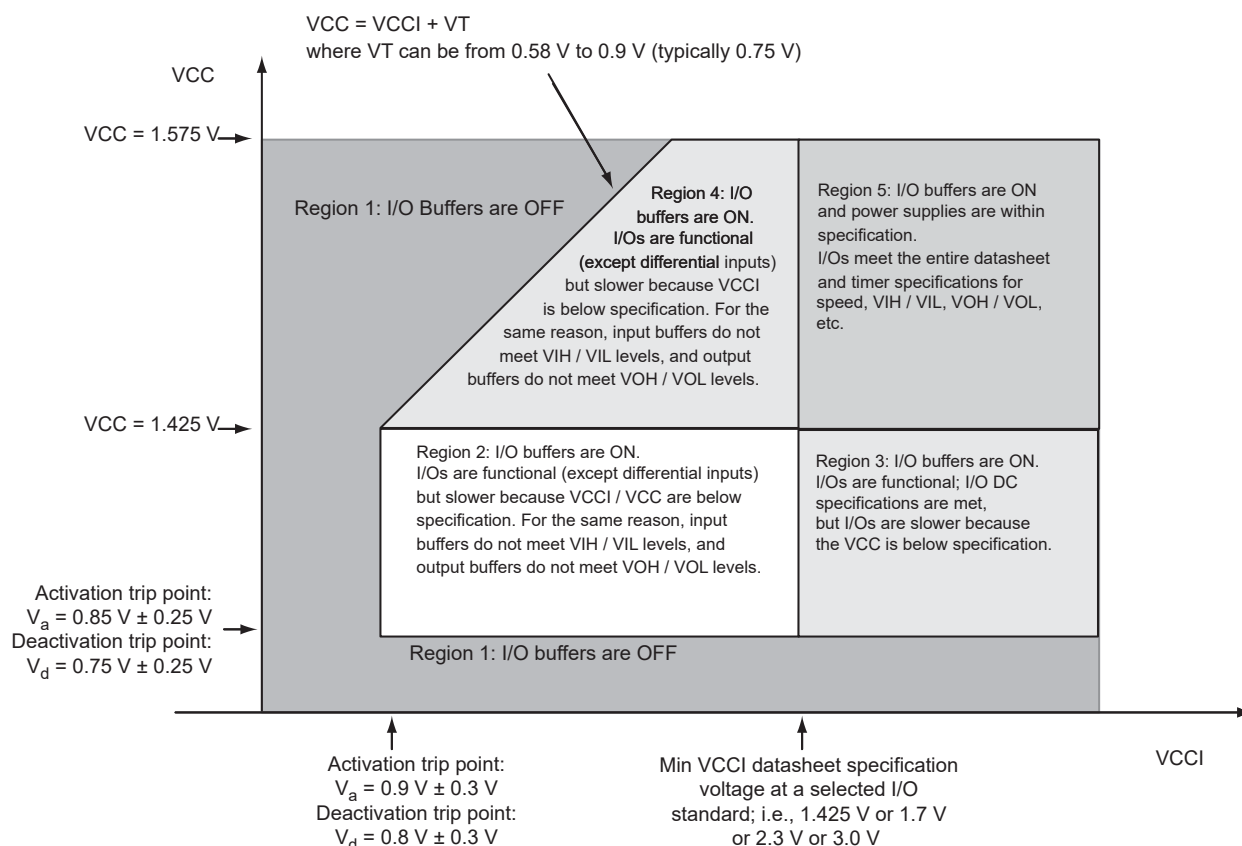 VCC = VCCI + VT
where VT can be from 0.58 V to 0.9 V (typically 0.75 V)
VCC
VCC = 1.575 V
Region 1: I/O Buffers are OFF
Region 4: I/O
buffers are ON.
I/Os are functional
(except differential inputs)
but slower because VCCI
is below specification. For the
same reason, input buffers do not
meet VIH / VIL levels, and output
buffers do not meet VOH / VOL levels.
Region 5: I/O buffers are ON
and power supplies are within
specification.
I/Os meet the entire datasheet
and timer specifications for
speed, VIH / VIL, VOH / VOL,
etc.
VCC = 1.425 V
Region 2: I/O buffers are ON.
I/Os are functional (except differential inputs)
but slower because VCCI / VCC are below
specification. For the same reason, input
buffers do not meet VIH / VIL levels, and
output buffers do not meet VOH / VOL levels.
Region 3: I/O buffers are ON.
I/Os are functional; I/O DC
specifications are met,
but I/Os are slower because
the VCC is below specification.
Activation trip point:
Va = 0.85 V ± 0.25 V
Deactivation trip point:
Vd = 0.75 V ± 0.25 V
Region 1: I/O buffers are OFF
VCCI
Activation trip point:
Va = 0.9 V ± 0.3 V
Deactivation trip point:
Vd = 0.8 V ± 0.3 V
Min VCCI datasheet specification
voltage at a selected I/O
standard; i.e., 1.425 V or 1.7 V
or 2.3 V or 3.0 V